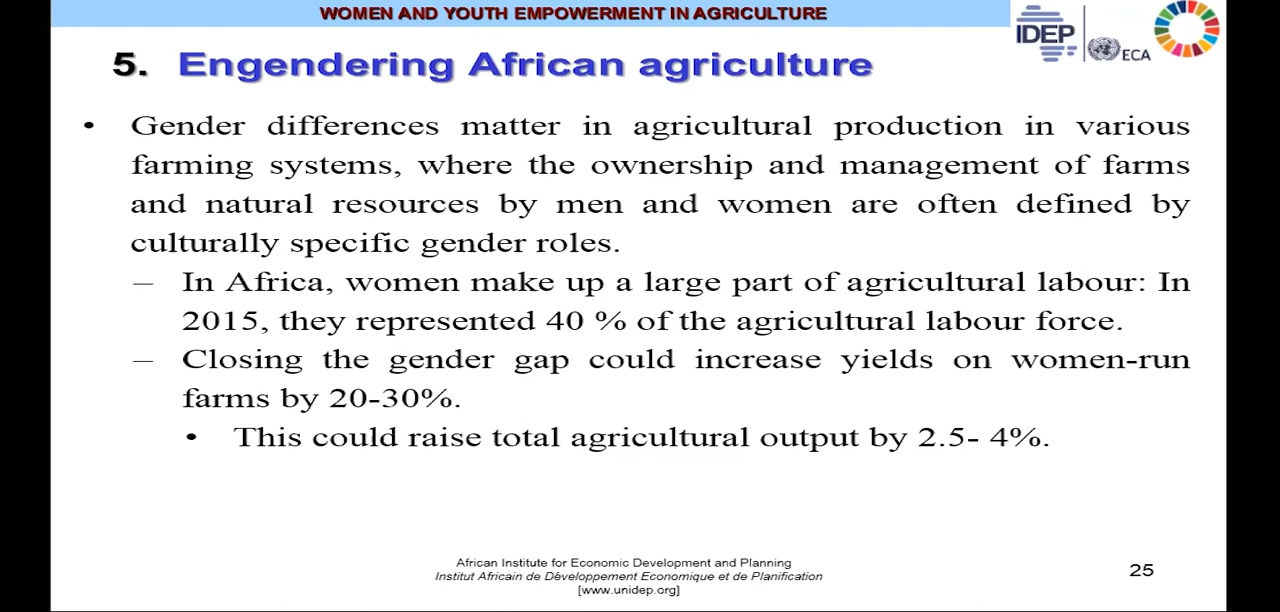 WOMEN AND YOUTH EMPOWERMENT IN AGRICULTURE
IDEP
ECA
5. Engendering African agriculture
• Gender differences matter in agricultural production in various
farming systems, where the ownership and management of farms
and natural resources by men and women are often defined by
culturally specific gender roles.
– In Africa, women make up a large part of agricultural labour: In
2015, they represented 40 % of the agricultural labour force.
– Closing the gender gap could increase yields on women-run
farms by 20-30%.
• This could raise total agricultural output by 2.5- 4%.
African Institute for Economic Development and Planning
Institut Africain de Développement Economique et de Planification
[www.unidep.org]
25